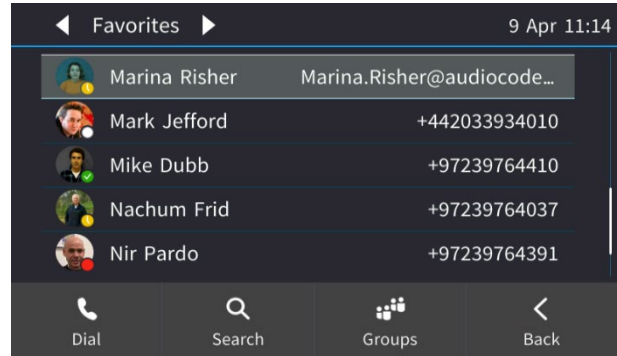 Favorites 9 Apr 11:14
Marina Risher Marina.Risher@audiocode...
Mark Jefford +442033934010
Mike Dubb +97239764410
Nachum Frid +97239764037
Nir Pardo +97239764391
Dial Search Groups Back